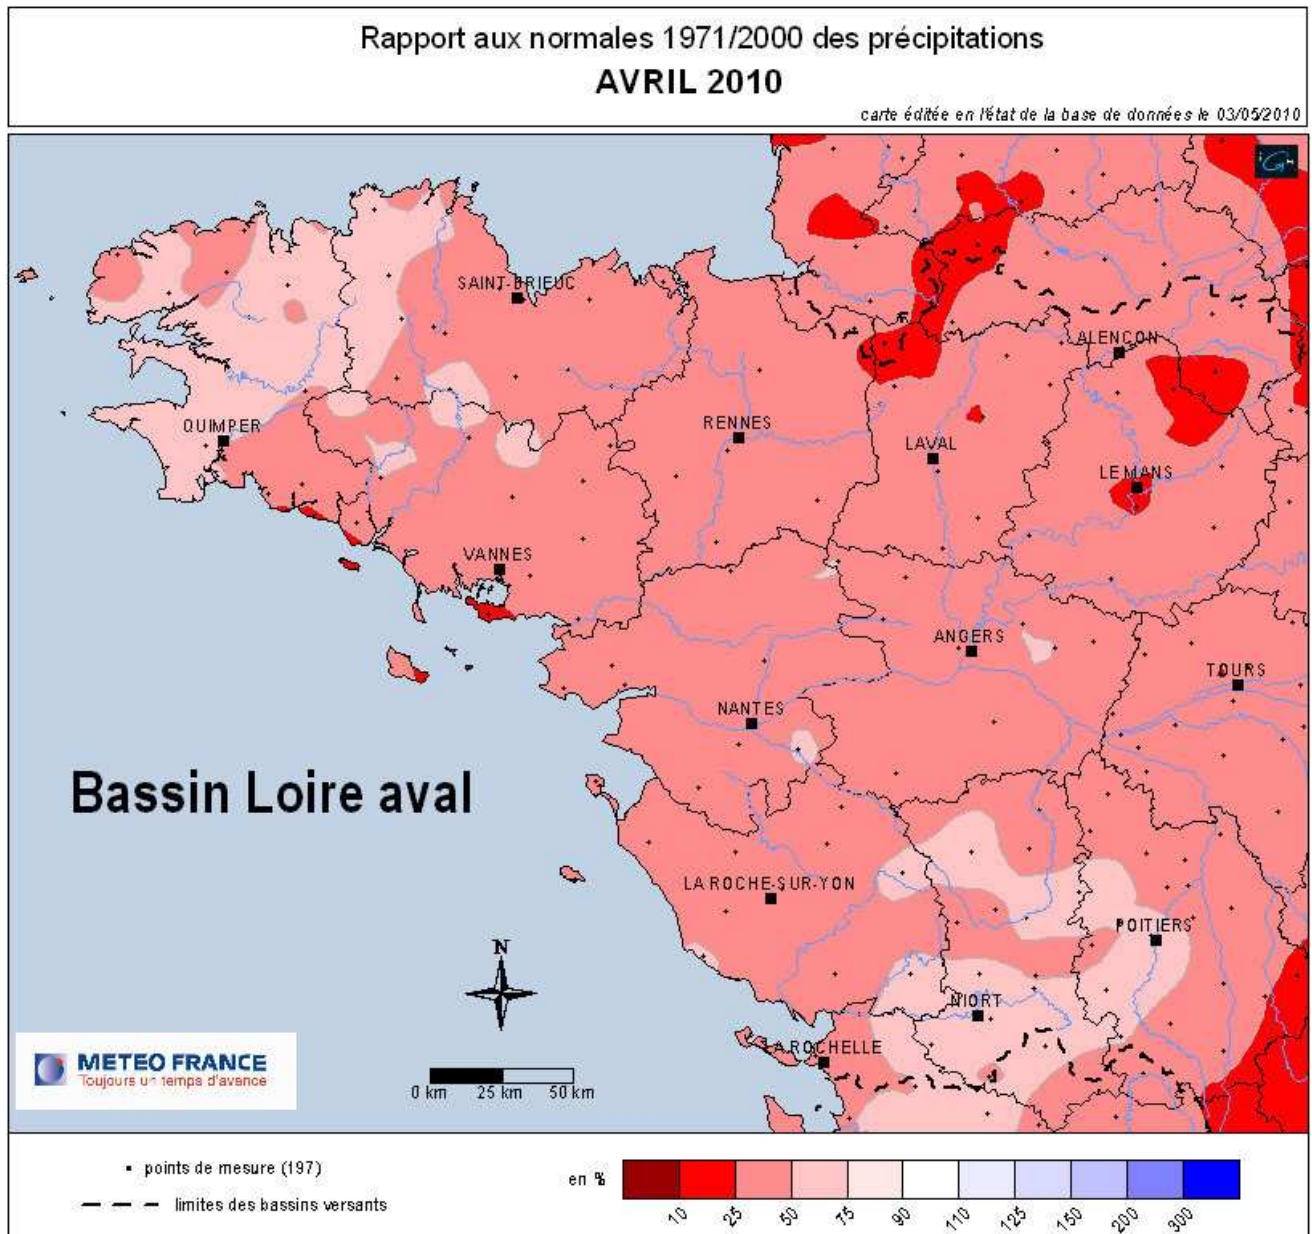 Rapport aux normales 1971/2000 des précipitations
AVRIL 2010
carte éditée en l'état de la base de données le 03/05/2010
SAINT-BRIEUC
ALENÇON
QUIMPER
RENNES
LAVAL
LE MANS
VANNES
ANGERS
TOURS
NANTES
Bassin Loire aval
LA ROCHE-SUR-YON
POITIERS
N
NIORT
LA ROCHELLE
METEO FRANCE
Toujours un temps d'avance
0 km 25 km 50 km
points de mesure (197)
en %
limites des bassins versants
10 25 50 75 90 110 125 150 200 300